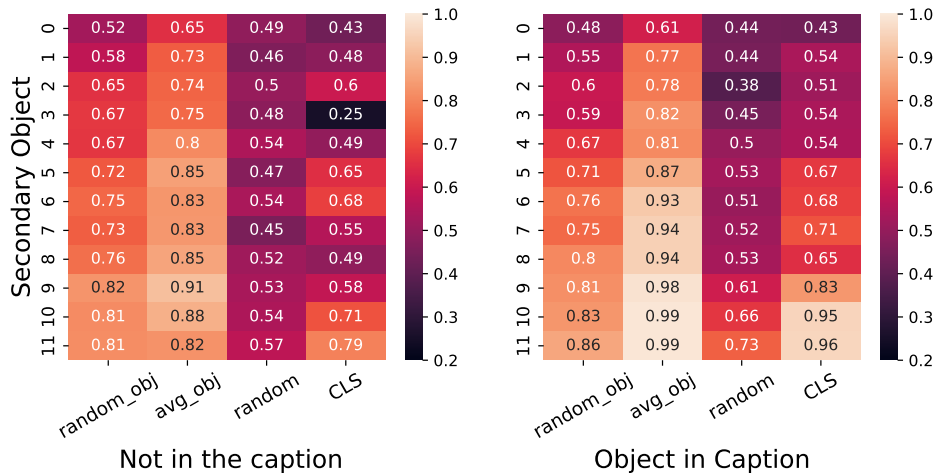 Secondary Object
0 0.52 0.65 0.49 0.43
1 0.58 0.73 0.46 0.48
2 0.65 0.74 0.5 0.6
3 0.67 0.75 0.48 0.25
4 0.67 0.8 0.54 0.49
5 0.72 0.85 0.47 0.65
6 0.75 0.83 0.54 0.68
7 0.73 0.83 0.45 0.55
8 0.76 0.85 0.52 0.49
9 0.82 0.91 0.53 0.58
10 0.81 0.88 0.54 0.71
11 0.81 0.82 0.57 0.79
random_obj avg_obj random CLS
Not in the caption
1.0
0.9
0.8
0.7
0.6
0.5
0.4
0.3
0.2
0 0.48 0.61 0.44 0.43
1 0.55 0.77 0.44 0.54
2 0.6 0.78 0.38 0.51
3 0.59 0.82 0.45 0.54
4 0.67 0.81 0.5 0.54
5 0.71 0.87 0.53 0.67
6 0.76 0.93 0.51 0.68
7 0.75 0.94 0.52 0.71
8 0.8 0.94 0.53 0.65
9 0.81 0.98 0.61 0.83
10 0.83 0.99 0.66 0.95
11 0.86 0.99 0.73 0.96
random_obj avg_obj random CLS
Object in Caption
1.0
0.9
0.8
0.7
0.6
0.5
0.4
0.3
0.2